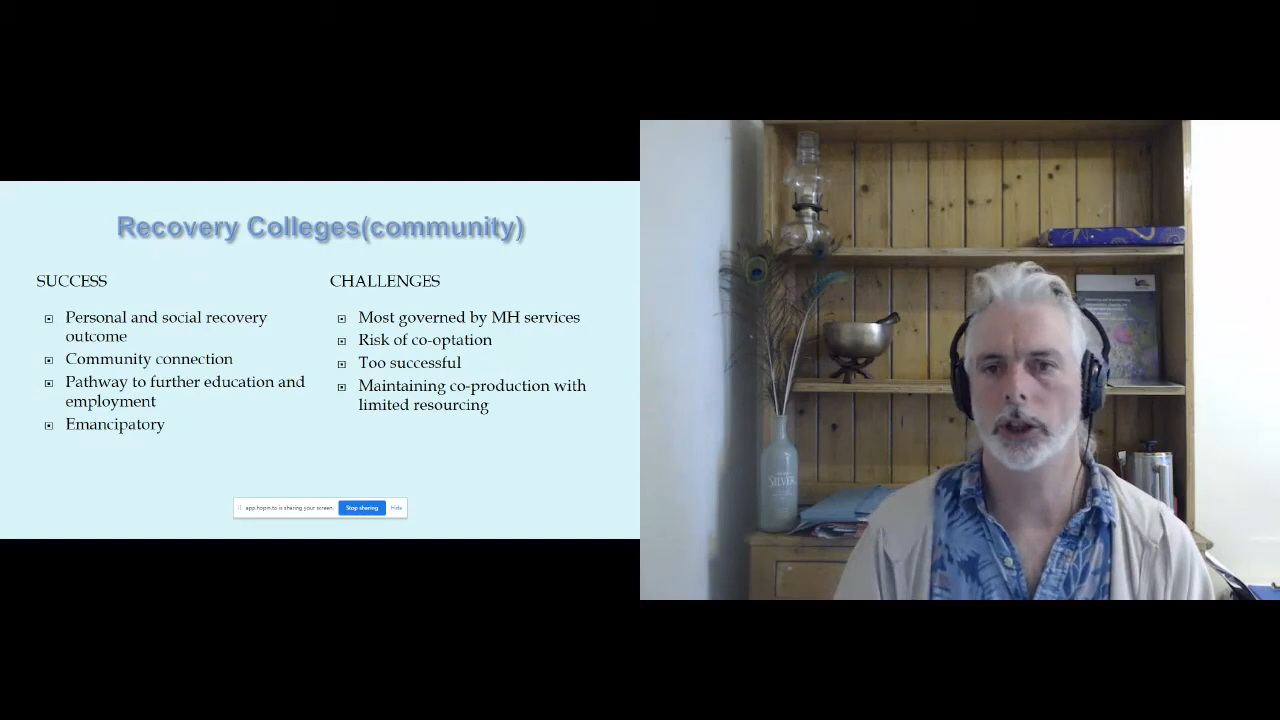 Recovery Colleges(community)
SUCCESS
Personal and social recovery
outcome
Community connection
Pathway to further education and
employment
Emancipatory
CHALLENGES
Most governed by MH services
Risk of co-optation
Too successful
Maintaining co-production with
limited resourcing
app.hopin.to is sharing your screen.
Stop sharing
Hide